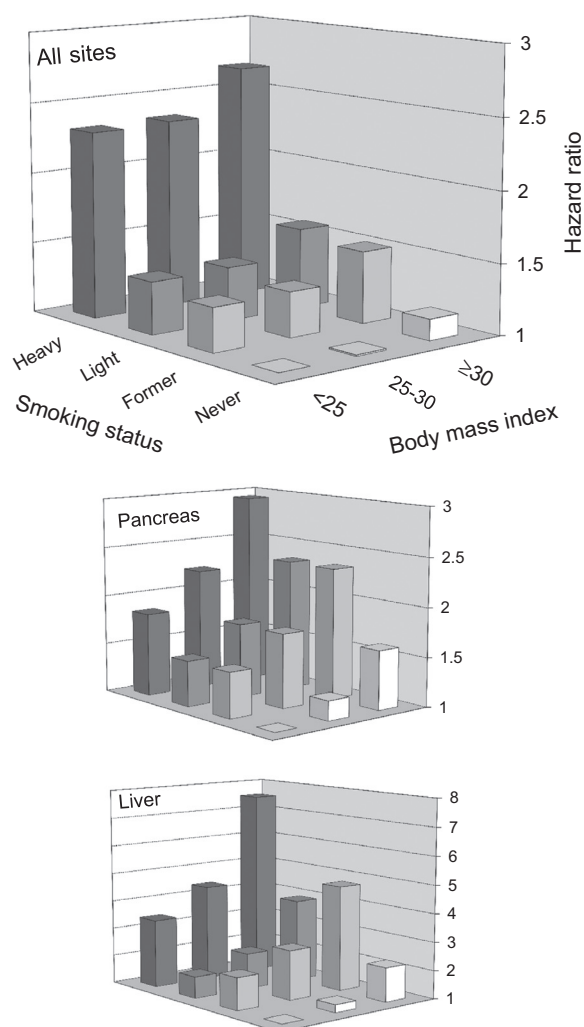 All sites
3
2.5
2
1.5
1
Hazard ratio
Heavy
Light
Former
Never
Smoking status
<25
25-30
≥30
Body mass index
Pancreas
3
2.5
2
1.5
1
Liver
8
7
6
5
4
3
2
1